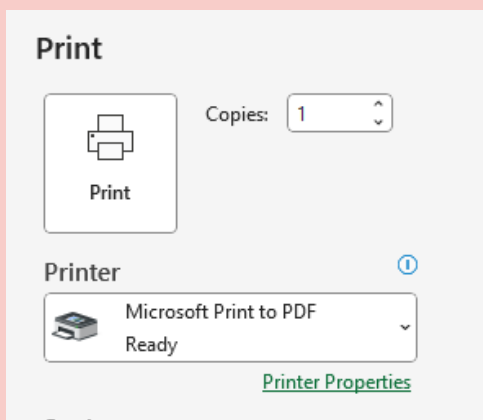 Print
Copies: 1
Print
Printer
Microsoft Print to PDF
Ready
Printer Properties